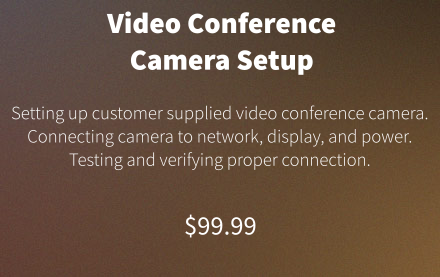 Video Conference
Camera Setup
Setting up customer supplied video conference camera.
Connecting camera to network, display, and power.
Testing and verifying proper connection.
$99.99